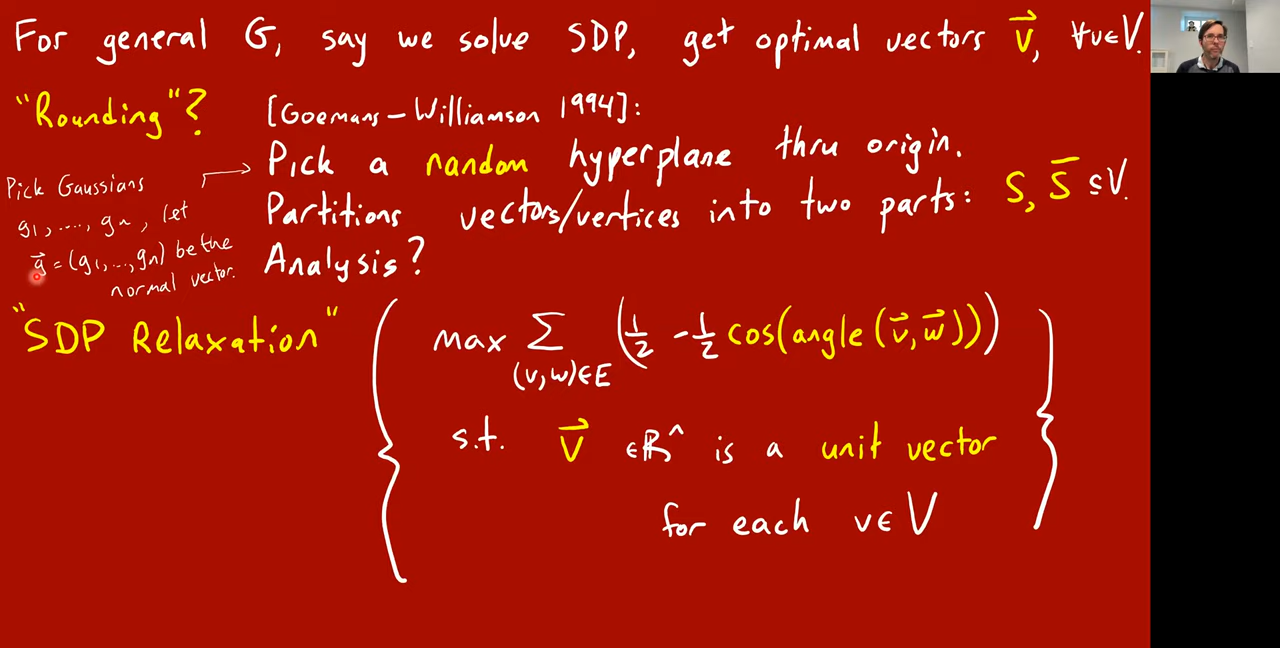 For general G, say we solve SDP, get optimal vectors v⃗, ∀v∈V.
"Rounding"? [Goemans–Williamson 1994]:
Pick a random hyperplane thru origin.
Partitions vectors/vertices into two parts: S, S̄ ⊆ V.
Analysis?
Pick Gaussians
g₁, ...., gₙ, let
g⃗ = (g₁, .., gₙ) be the
normal vector.
"SDP Relaxation"
max ∑_{(v,w)∈E} (1/2 - 1/2 cos(angle(v⃗, w⃗)))
s.t. v⃗ ∈ ℝⁿ is a unit vector
for each v∈V